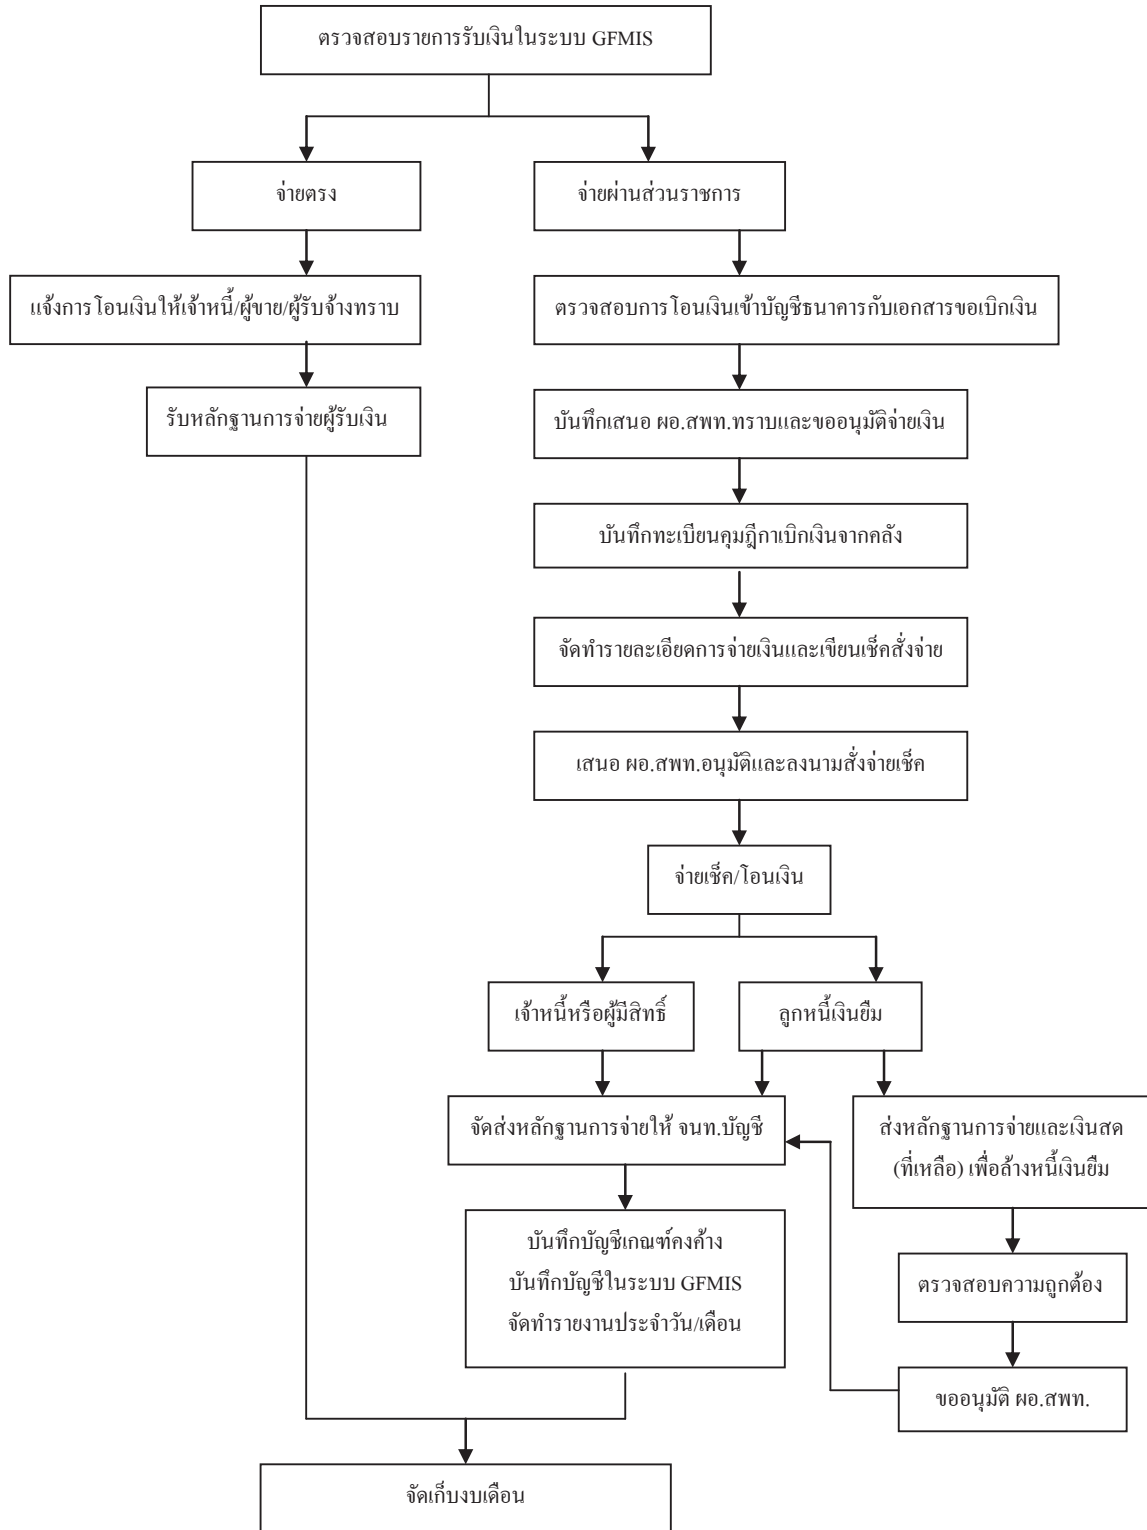 ตรวจสอบรายการรับเงินในระบบ GFMIS
จ่ายตรง
จ่ายผ่านส่วนราชการ
แจ้งการโอนเงินให้เจ้าหนี้/ผู้ขาย/ผู้รับจ้างทราบ
ตรวจสอบการโอนเงินเข้าบัญชีธนาคารกับเอกสารขอเบิกเงิน
รับหลักฐานการจ่ายผู้รับเงิน
บันทึกเสนอ ผอ.สพท.ทราบและขออนุมัติจ่ายเงิน
บันทึกทะเบียนคุมฎีกาเบิกเงินจากคลัง
จัดทำรายละเอียดการจ่ายเงินและเขียนเช็คสั่งจ่าย
เสนอ ผอ.สพท.อนุมัติและลงนามสั่งจ่ายเช็ค
จ่ายเช็ค/โอนเงิน
เจ้าหนี้หรือผู้มีสิทธิ์
ลูกหนี้เงินยืม
จัดส่งหลักฐานการจ่ายให้ จนท.บัญชี
ส่งหลักฐานการจ่ายและเงินสด
(ที่เหลือ) เพื่อล้างหนี้เงินยืม
บันทึกบัญชีเกณฑ์คงค้าง
บันทึกบัญชีในระบบ GFMIS
จัดทำรายงานประจำวัน/เดือน
ตรวจสอบความถูกต้อง
ขออนุมัติ ผอ.สพท.
จัดเก็บงบเดือน